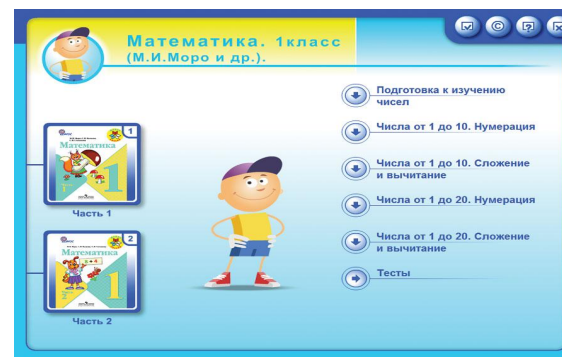 Математика. 1класс
(М.И.Моро и др.).
Подготовка к изучению
чисел
Числа от 1 до 10. Нумерация
Числа от 1 до 10. Сложение
и вычитание
Числа от 1 до 20. Нумерация
Числа от 1 до 20. Сложение
и вычитание
Тесты
1
Математика
1
Часть 1
2
Математика
1
Часть 2